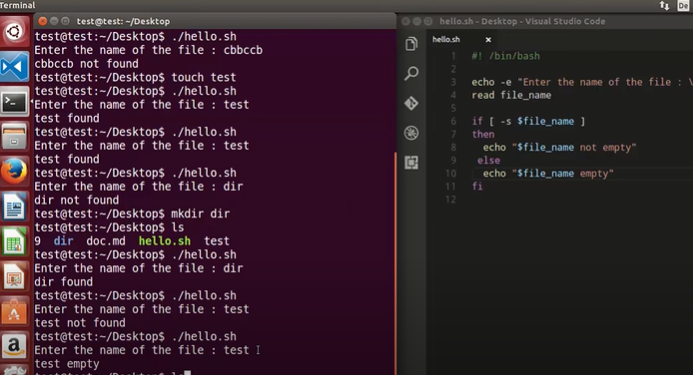 Terminal
De
test@test: ~/Desktop
test@test:~/Desktop$ ./hello.sh
Enter the name of the file : cbbccb
cbbccb not found
test@test:~/Desktop$ touch test
test@test:~/Desktop$ ./hello.sh
Enter the name of the file : test
test found
test@test:~/Desktop$ ./hello.sh
Enter the name of the file : test
test found
test@test:~/Desktop$ ./hello.sh
Enter the name of the file : dir
dir not found
test@test:~/Desktop$ mkdir dir
test@test:~/Desktop$ ls
9 dir doc.md hello.sh test
test@test:~/Desktop$ ./hello.sh
Enter the name of the file : dir
dir found
test@test:~/Desktop$ ./hello.sh
Enter the name of the file : test
test not found
test@test:~/Desktop$ ./hello.sh
Enter the name of the file : test
test empty
test@test:~/Desktop$ ls
hello.sh - Desktop - Visual Studio Code
hello.sh
1 #! /bin/bash
2
3 echo -e "Enter the name of the file : \
4 read file_name
5
6 if [ -s $file_name ]
7 then
8 echo "$file_name not empty"
9 else
10 echo "$file_name empty"
11 fi
12